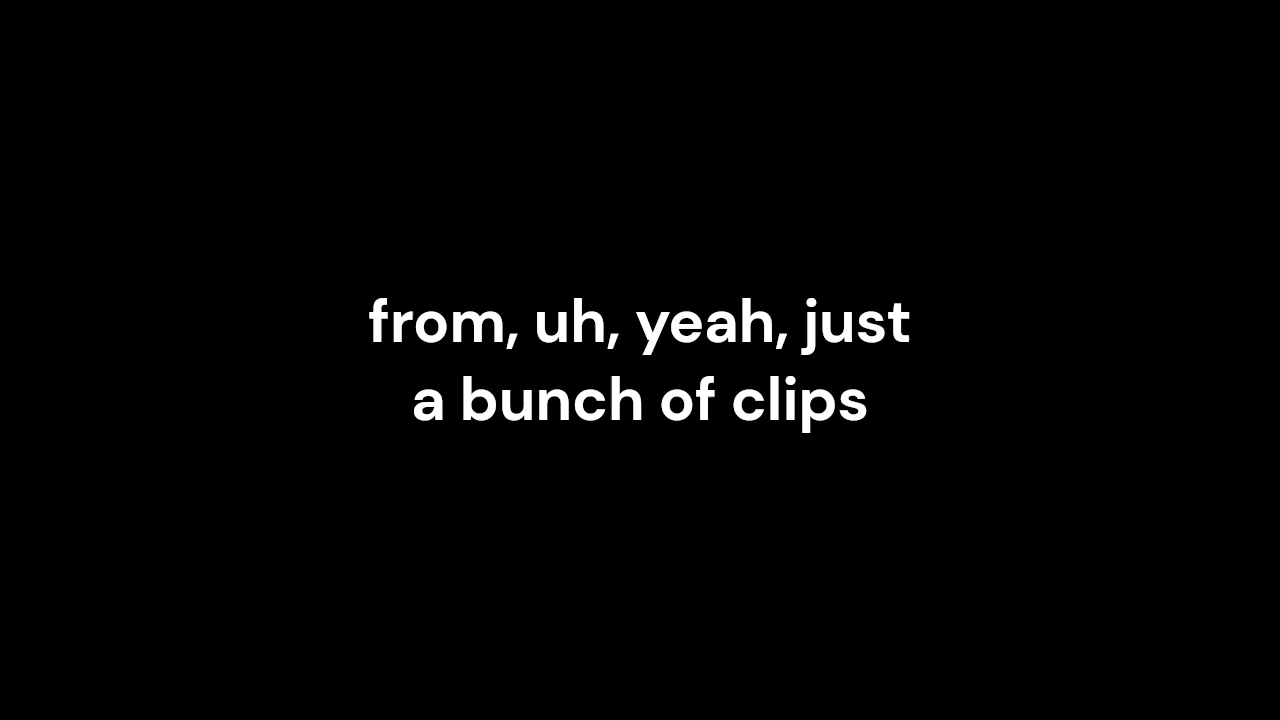 from, uh, yeah, just
a bunch of clips